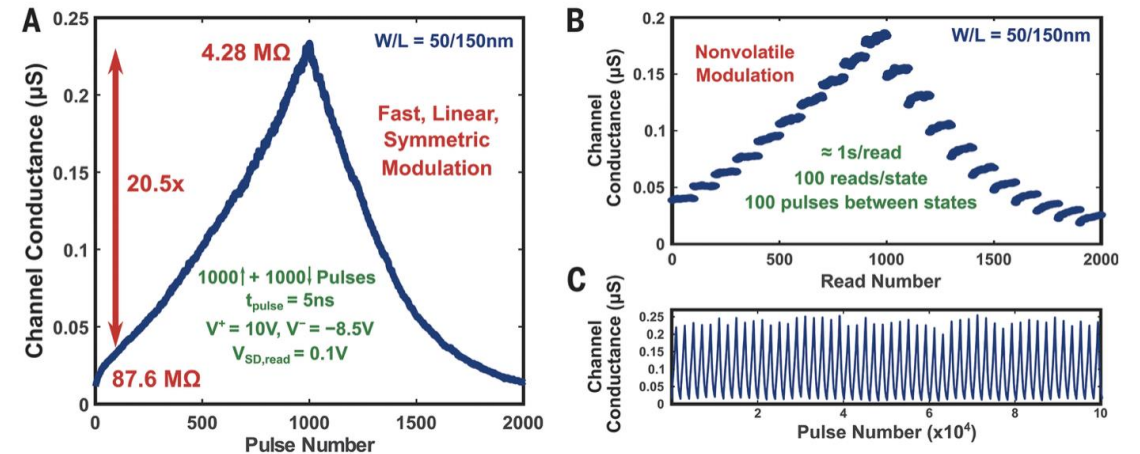 A
Channel Conductance (µS)
0.25
0.2
0.15
0.1
0.05
0
4.28 MΩ
W/L = 50/150nm
Fast, Linear,
Symmetric
Modulation
20.5x
1000↑ + 1000↓ Pulses
tpulse = 5ns
V⁺ = 10V, V⁻ = −8.5V
VSD,read = 0.1V
87.6 MΩ
0 500 1000 1500 2000
Pulse Number
B
Channel
Conductance (µS)
0.2
0.15
0.1
0.05
0
Nonvolatile
Modulation
W/L = 50/150nm
≈ 1s/read
100 reads/state
100 pulses between states
0 500 1000 1500 2000
Read Number
C
Channel
Conductance (µS)
0.25
0.2
0.15
0.1
0.05
0
2 4 6 8 10
Pulse Number (x10⁴)